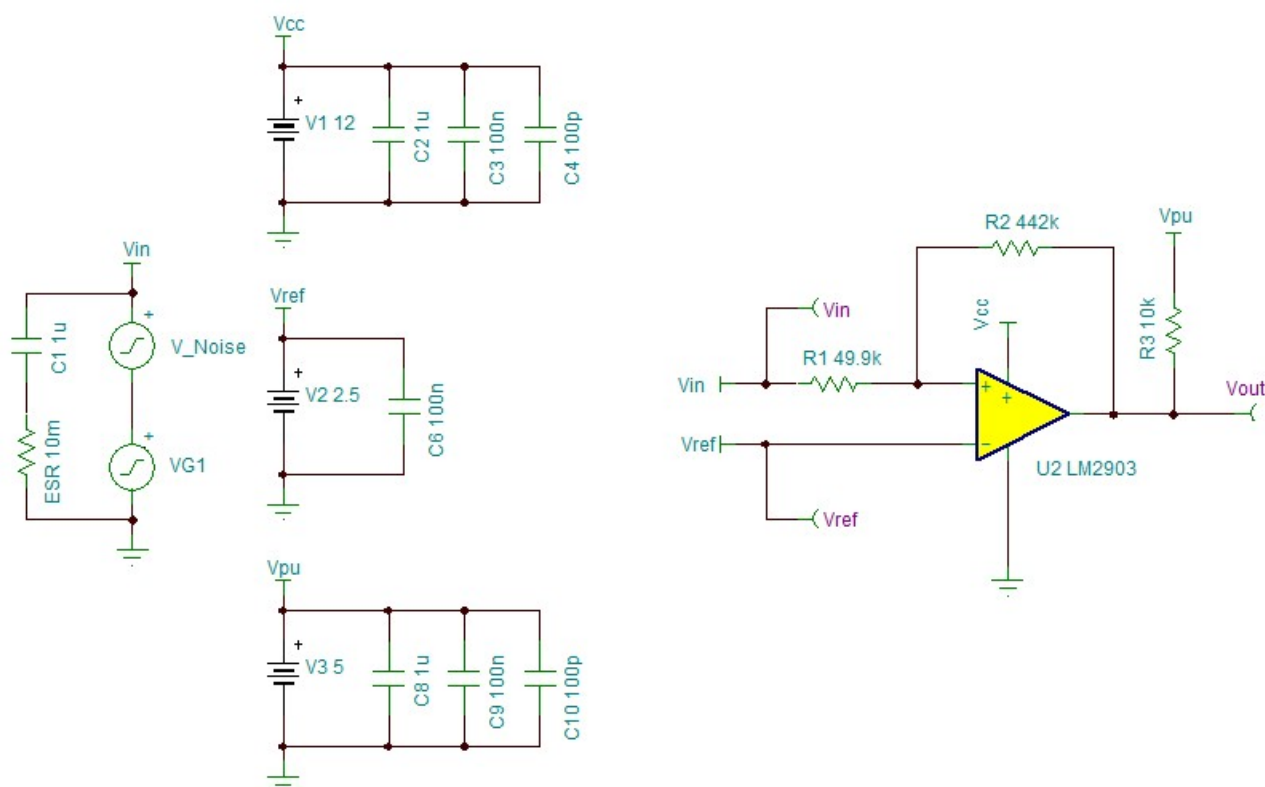 Vcc
V1 12
C2 1u
C3 100n
C4 100p
Vin
C1 1u
ESR 10m
V_Noise
VG1
Vref
V2 2.5
C6 100n
Vpu
V3 5
C8 1u
C9 100n
C10 100p
R2 442k
Vpu
R3 10k
Vcc
Vin
Vin
R1 49.9k
Vref
Vref
U2 LM2903
Vout